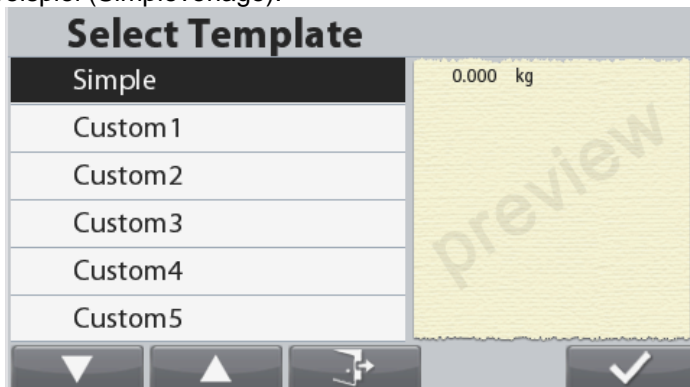 Select Template
Simple
0.000 kg
Custom1
Custom2
Custom3
Custom4
Custom5
preview